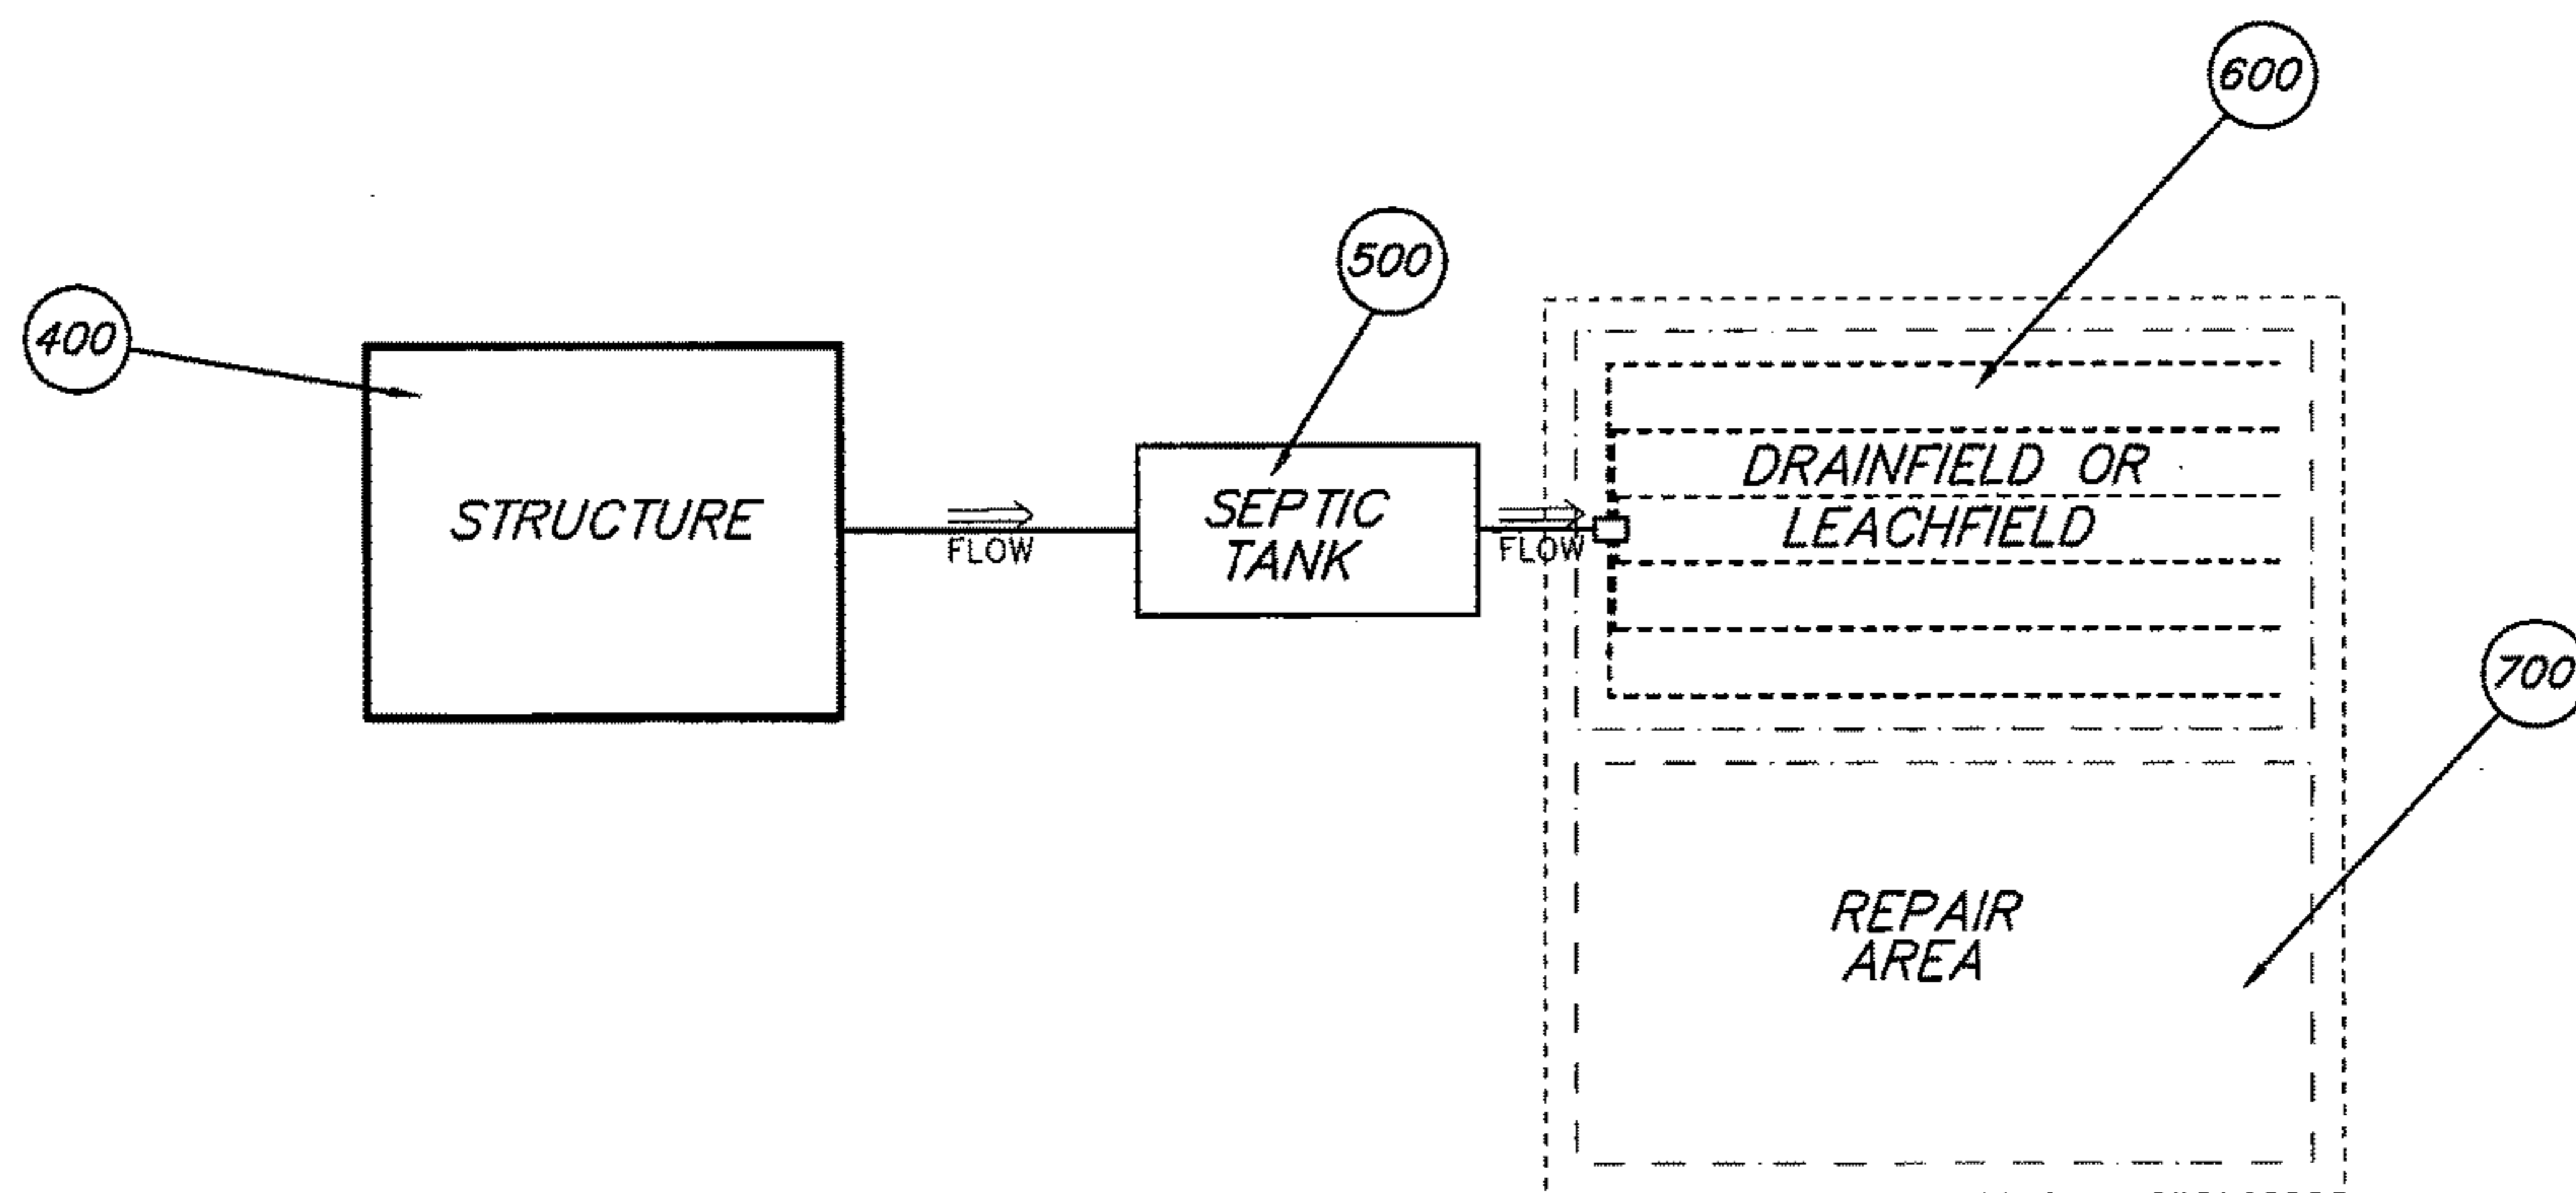 600
500
400
STRUCTURE
FLOW
SEPTIC
TANK
FLOW
DRAINFIELD OR
LEACHFIELD
700
REPAIR
AREA